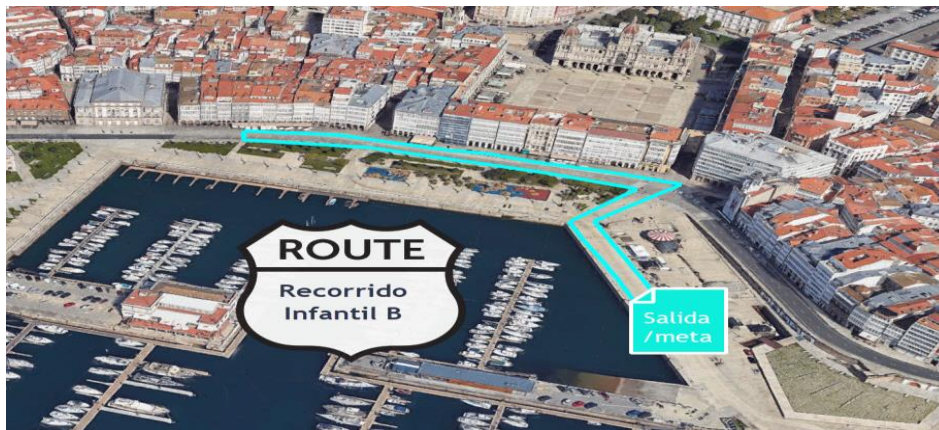 ROUTE
Recorrido
Infantil B
Salida
/meta